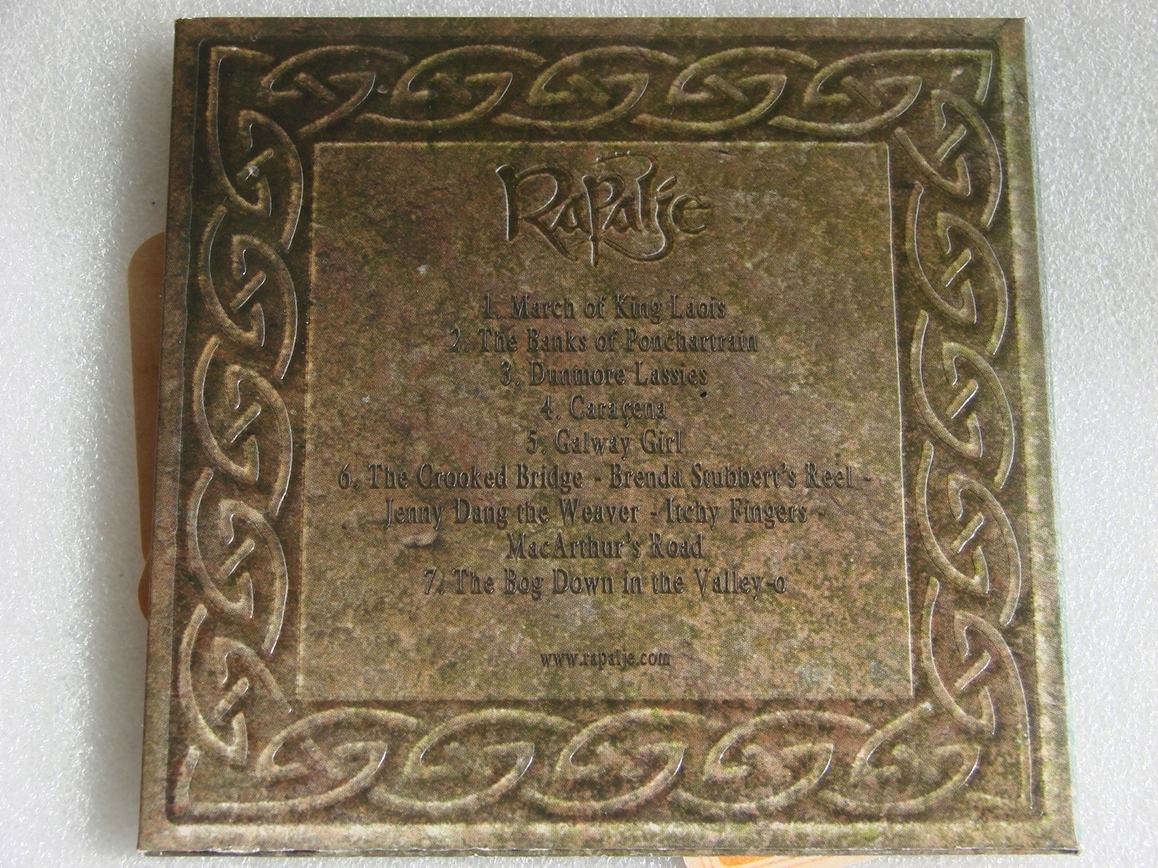 Rapalje
1. March of King Laois
2. The Banks of Ponchartrain
3. Dunmore Lassies
4. Caraçena
5. Galway Girl
6. The Crooked Bridge - Brenda Stubbert's Reel -
Jenny Dang the Weaver - Itchy Fingers -
MacArthur's Road
7. The Bog Down in the Valley-o
www.rapalje.com